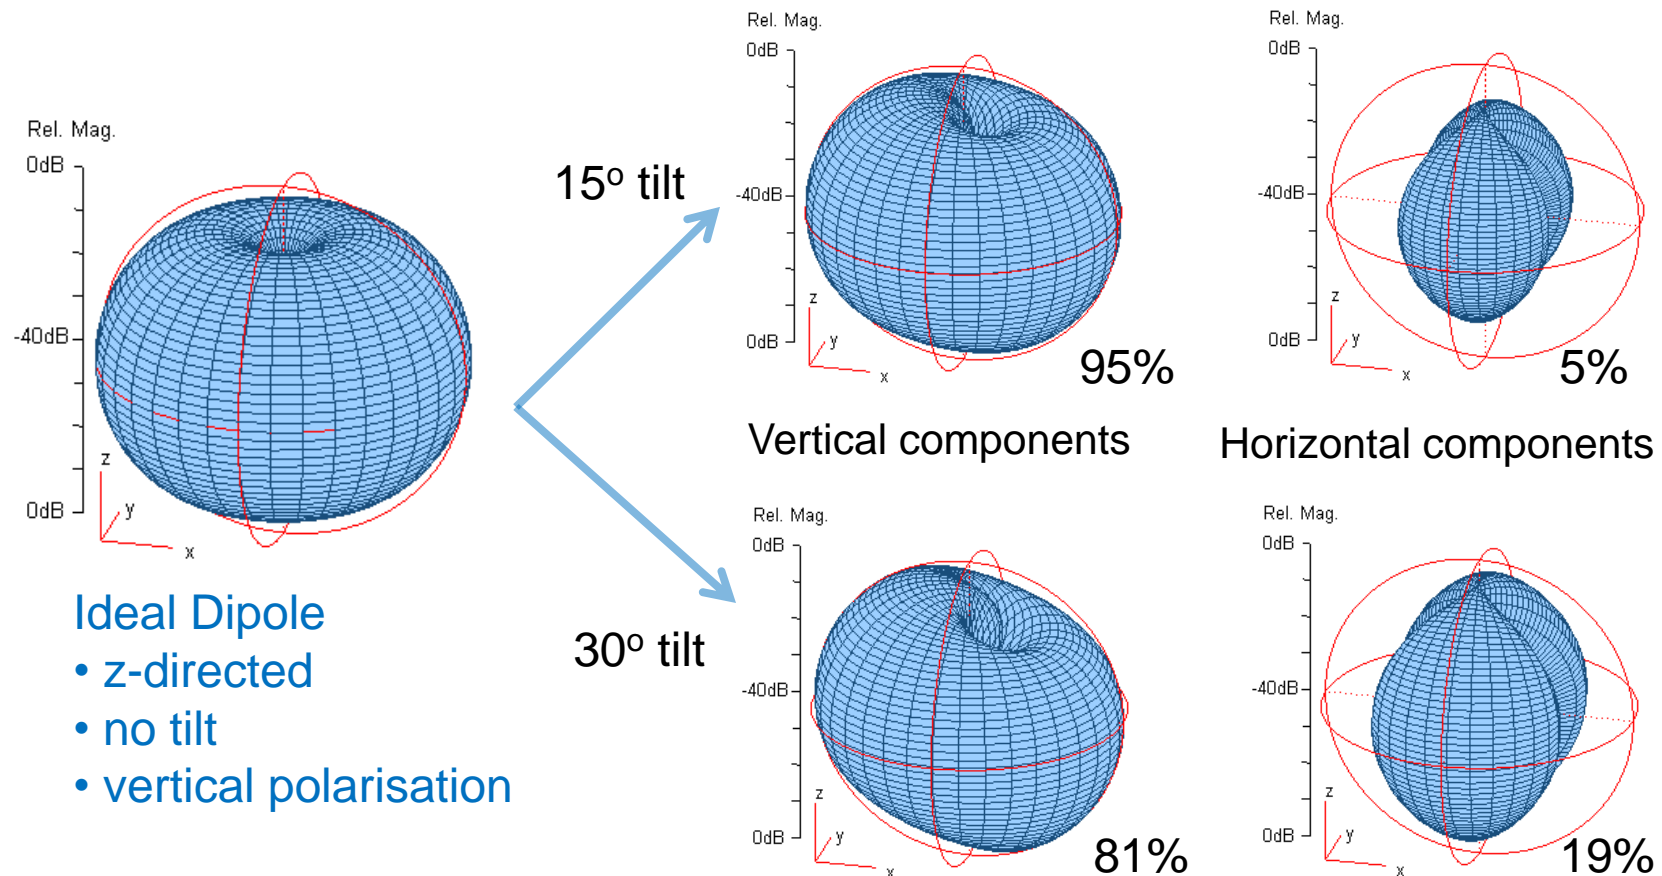 Rel. Mag.
0dB
-40dB
0dB
z
y
x
Ideal Dipole
• z-directed
• no tilt
• vertical polarisation
15º tilt
30º tilt
Rel. Mag.
0dB
-40dB
0dB
z
y
x
95%
Rel. Mag.
0dB
-40dB
0dB
z
y
x
5%
Vertical components
Horizontal components
Rel. Mag.
0dB
-40dB
0dB
z
y
x
81%
Rel. Mag.
0dB
-40dB
0dB
z
y
x
19%